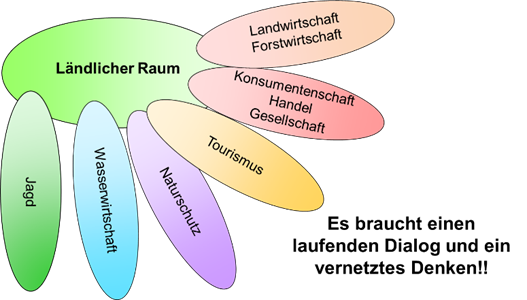 Ländlicher Raum
Landwirtschaft
Forstwirtschaft
Konsumentenschaft
Handel
Gesellschaft
Tourismus
Naturschutz
Wasserwirtschaft
Jagd
Es braucht einen
laufenden Dialog und ein
vernetztes Denken!!